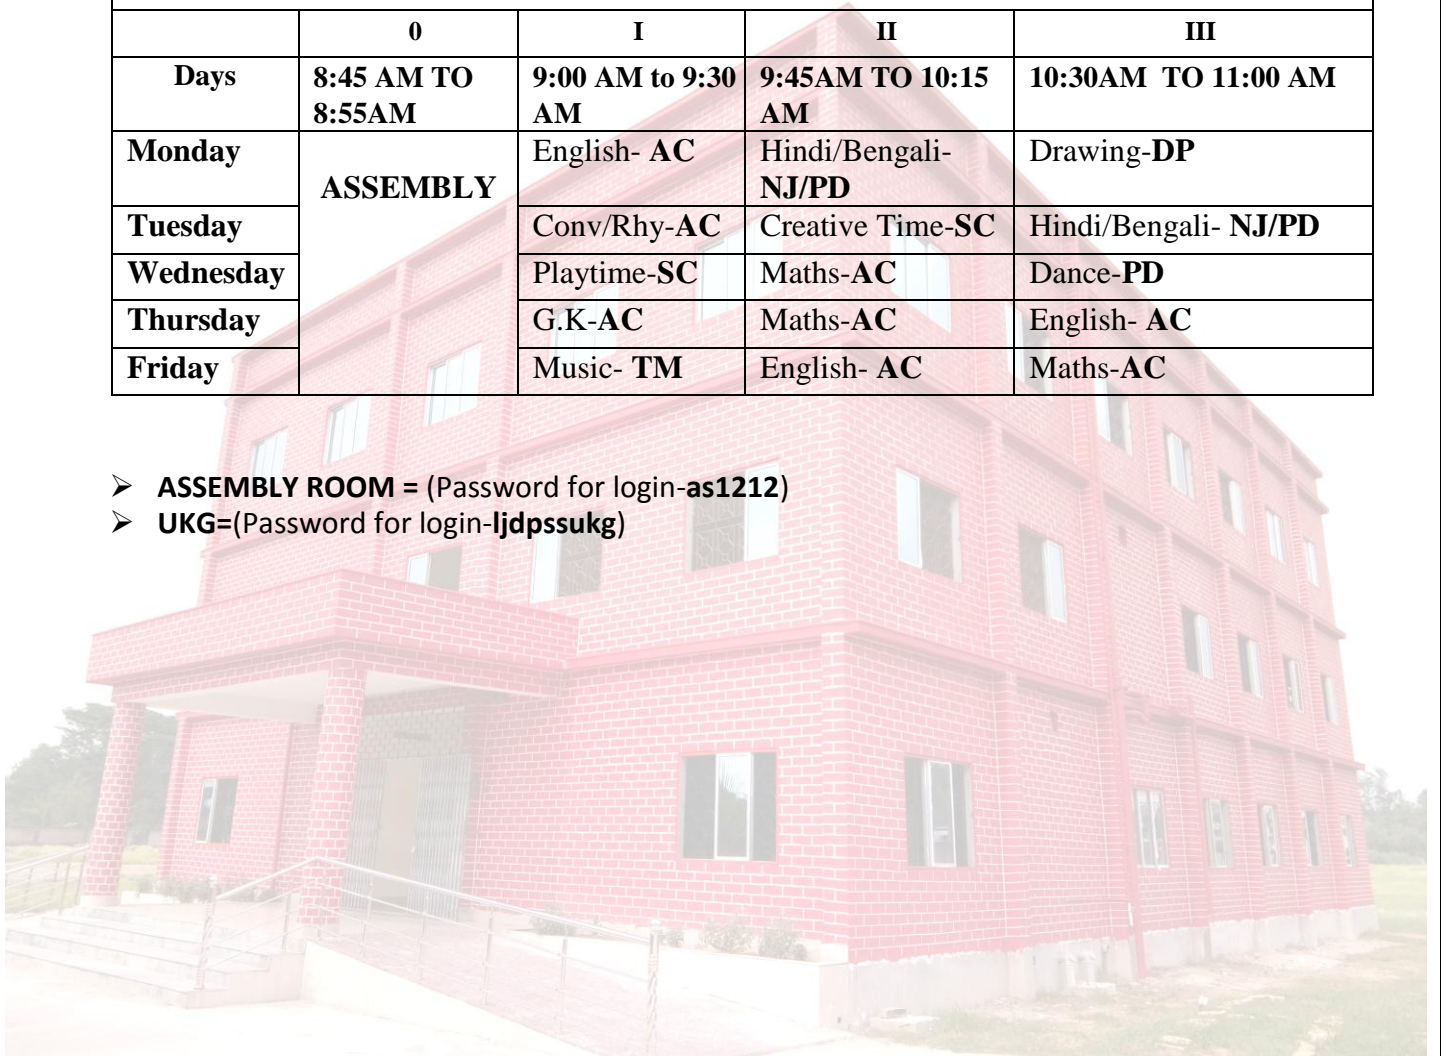 0 I II III
Days 8:45 AM TO 9:00 AM to 9:30 9:45AM TO 10:15 10:30AM TO 11:00 AM
8:55AM AM AM
Monday English- AC Hindi/Bengali- Drawing-DP
ASSEMBLY NJ/PD
Tuesday Conv/Rhy-AC Creative Time-SC Hindi/Bengali- NJ/PD
Wednesday Playtime-SC Maths-AC Dance-PD
Thursday G.K-AC Maths-AC English- AC
Friday Music- TM English- AC Maths-AC
➢ ASSEMBLY ROOM = (Password for login-as1212)
➢ UKG=(Password for login-ljdpssukg)